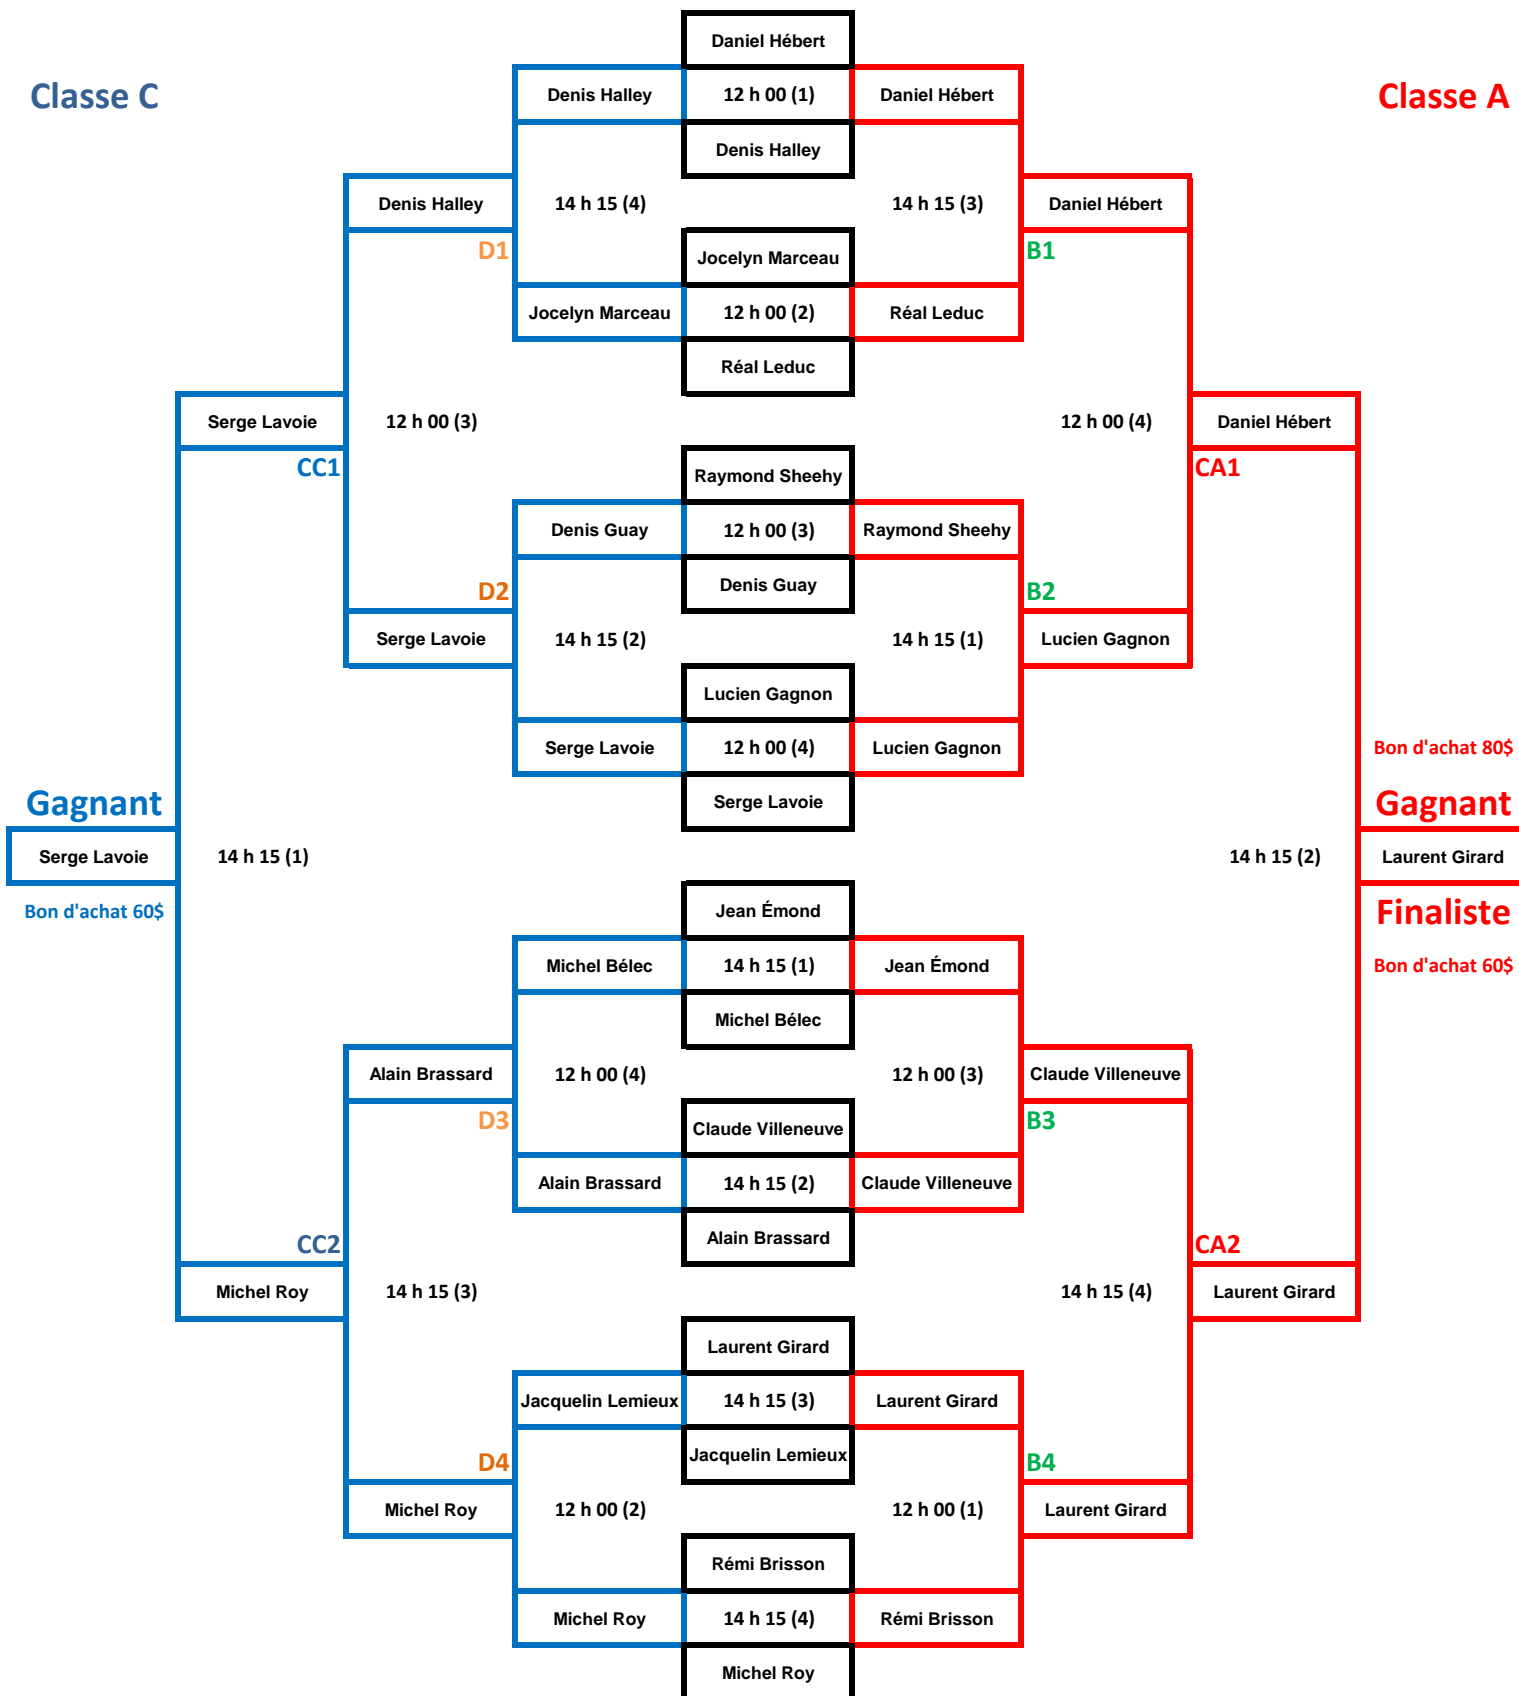 Daniel Hébert
Classe C
Denis Halley
12 h 00 (1)
Daniel Hébert
Classe A
Denis Halley
Denis Halley
14 h 15 (4)
14 h 15 (3)
Daniel Hébert
D1
Jocelyn Marceau
B1
Jocelyn Marceau
12 h 00 (2)
Réal Leduc
Réal Leduc
Serge Lavoie
12 h 00 (3)
12 h 00 (4)
Daniel Hébert
CC1
Raymond Sheehy
CA1
Denis Guay
12 h 00 (3)
Raymond Sheehy
D2
Denis Guay
B2
Serge Lavoie
14 h 15 (2)
14 h 15 (1)
Lucien Gagnon
Lucien Gagnon
Serge Lavoie
12 h 00 (4)
Lucien Gagnon
Bon d'achat 80$
Gagnant
Serge Lavoie
Gagnant
Serge Lavoie
14 h 15 (1)
14 h 15 (2)
Laurent Girard
Bon d'achat 60$
Jean Émond
Finaliste
Michel Bélec
14 h 15 (1)
Jean Émond
Bon d'achat 60$
Michel Bélec
Alain Brassard
12 h 00 (4)
12 h 00 (3)
Claude Villeneuve
D3
Claude Villeneuve
B3
Alain Brassard
14 h 15 (2)
Claude Villeneuve
CC2
Alain Brassard
CA2
Michel Roy
14 h 15 (3)
14 h 15 (4)
Laurent Girard
Laurent Girard
Jacquelin Lemieux
14 h 15 (3)
Laurent Girard
D4
Jacquelin Lemieux
B4
Michel Roy
12 h 00 (2)
12 h 00 (1)
Laurent Girard
Rémi Brisson
Michel Roy
14 h 15 (4)
Rémi Brisson
Michel Roy